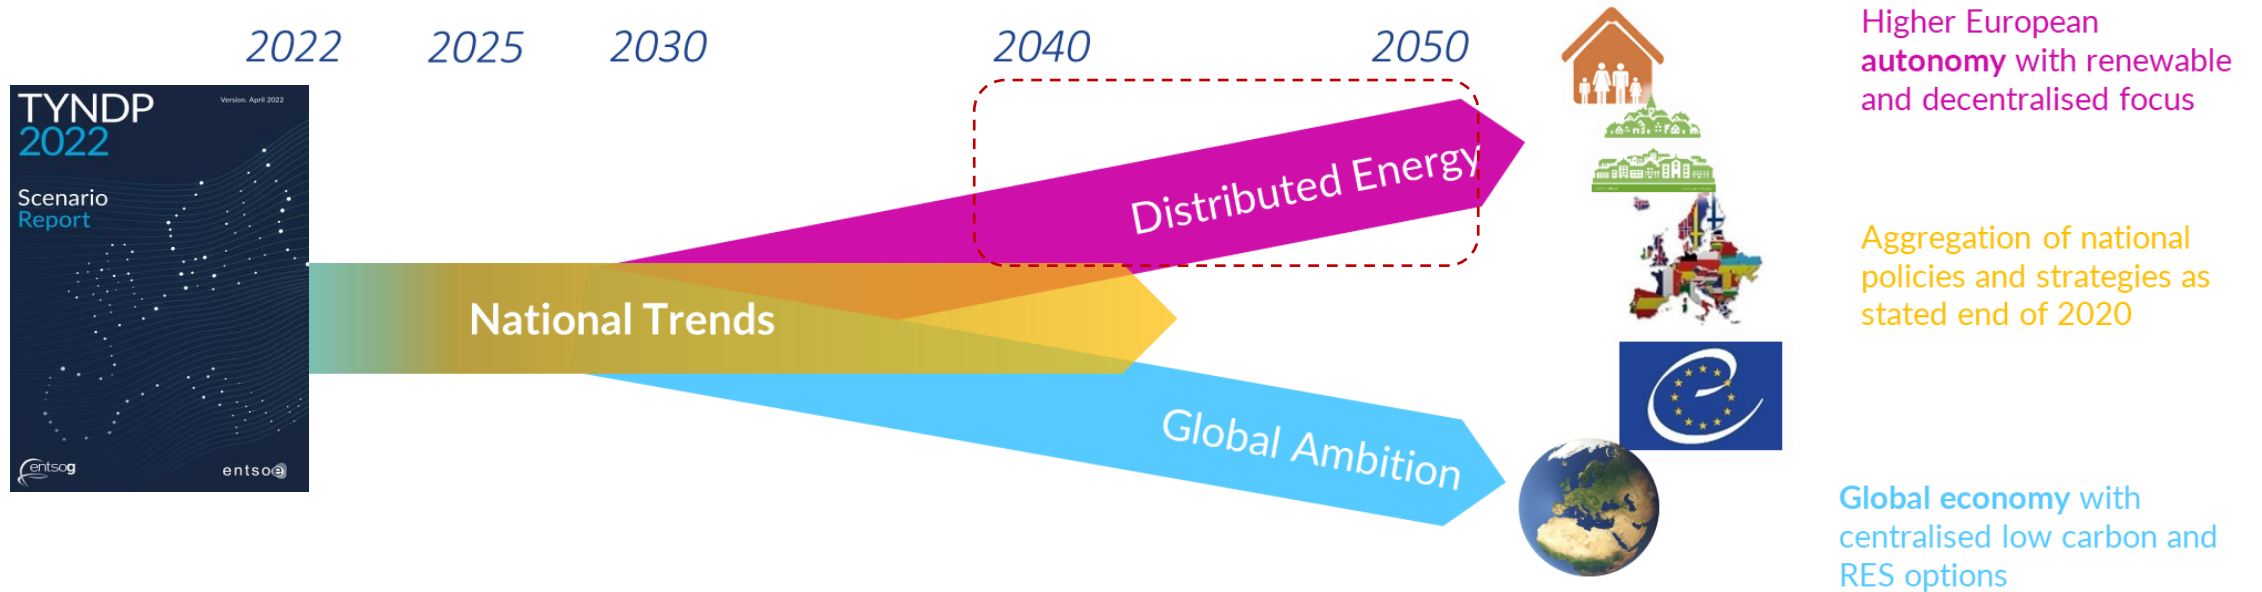 2022
2025
2030
2040
2050
TYNDP
2022
Version. April 2022
Scenario
Report
entsog
entsoe
Distributed Energy
National Trends
Global Ambition
Higher European
autonomy with renewable
and decentralised focus
Aggregation of national
policies and strategies as
stated end of 2020
Global economy with
centralised low carbon and
RES options